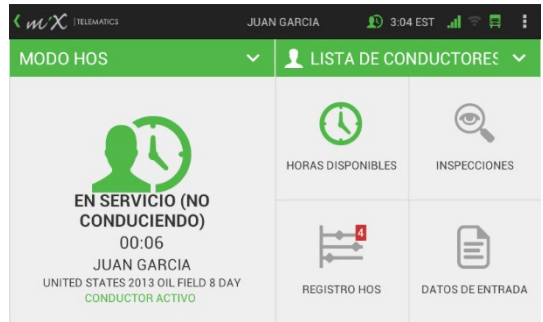 miX TELEMATICS JUAN GARCIA 3:04 EST
MODO HOS
LISTA DE CONDUCTORES
EN SERVICIO (NO
CONDUCIENDO)
00:06
JUAN GARCIA
UNITED STATES 2013 OIL FIELD 8 DAY
CONDUCTOR ACTIVO
HORAS DISPONIBLES
INSPECCIONES
4
REGISTRO HOS
DATOS DE ENTRADA